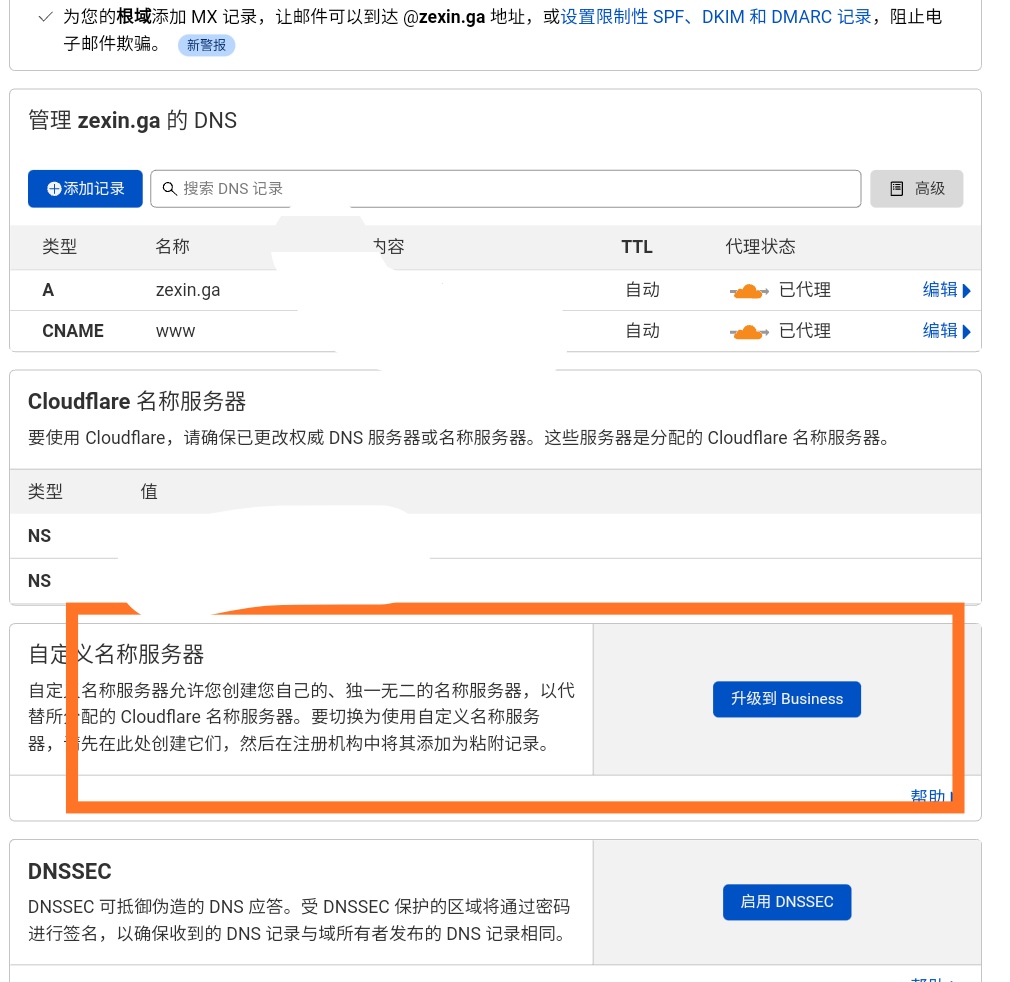 为您的根域添加 MX 记录，让邮件可以到达 @zexin.ga 地址，或设置限制性 SPF、DKIM 和 DMARC 记录，阻止电
子邮件欺骗。 新警报
管理 zexin.ga 的 DNS
添加记录 搜索 DNS 记录 高级
类型 名称 内容 TTL 代理状态
A zexin.ga 自动 已代理 编辑
CNAME www 自动 已代理 编辑
Cloudflare 名称服务器
要使用 Cloudflare，请确保已更改权威 DNS 服务器或名称服务器。这些服务器是分配的 Cloudflare 名称服务器。
类型 值
NS
NS
自定义名称服务器
自定义名称服务器允许您创建您自己的、独一无二的名称服务器，以代
替所分配的 Cloudflare 名称服务器。要切换为使用自定义名称服务
器，请先在此处创建它们，然后在注册机构中将其添加为粘附记录。
升级到 Business
帮助
DNSSEC
DNSSEC 可抵御伪造的 DNS 应答。受 DNSSEC 保护的区域将通过密码
进行签名，以确保收到的 DNS 记录与域所有者发布的 DNS 记录相同。
启用 DNSSEC
帮助